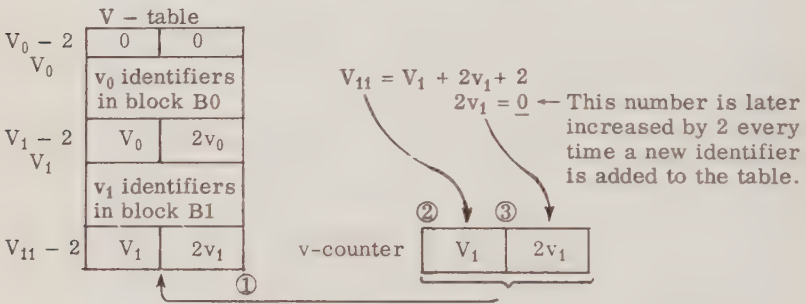 V – table
V₀ – 2 0 0
V₀
v₀ identifiers
in block B0
V₁ – 2 V₀ 2v₀
V₁
v₁ identifiers
in block B1
V₁₁ – 2 V₁ 2v₁
①
V₁₁ = V₁ + 2v₁ + 2
2v₁ = 0 ← This number is later
increased by 2 every
time a new identifier
is added to the table.
② ③
v-counter V₁ 2v₁